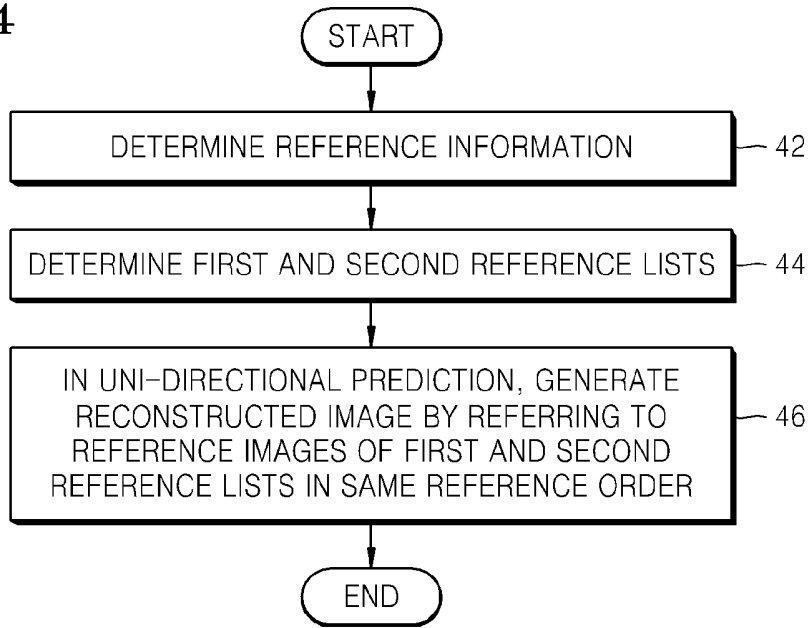 4
START
DETERMINE REFERENCE INFORMATION
42
DETERMINE FIRST AND SECOND REFERENCE LISTS
44
IN UNI-DIRECTIONAL PREDICTION, GENERATE
RECONSTRUCTED IMAGE BY REFERRING TO
REFERENCE IMAGES OF FIRST AND SECOND
REFERENCE LISTS IN SAME REFERENCE ORDER
46
END